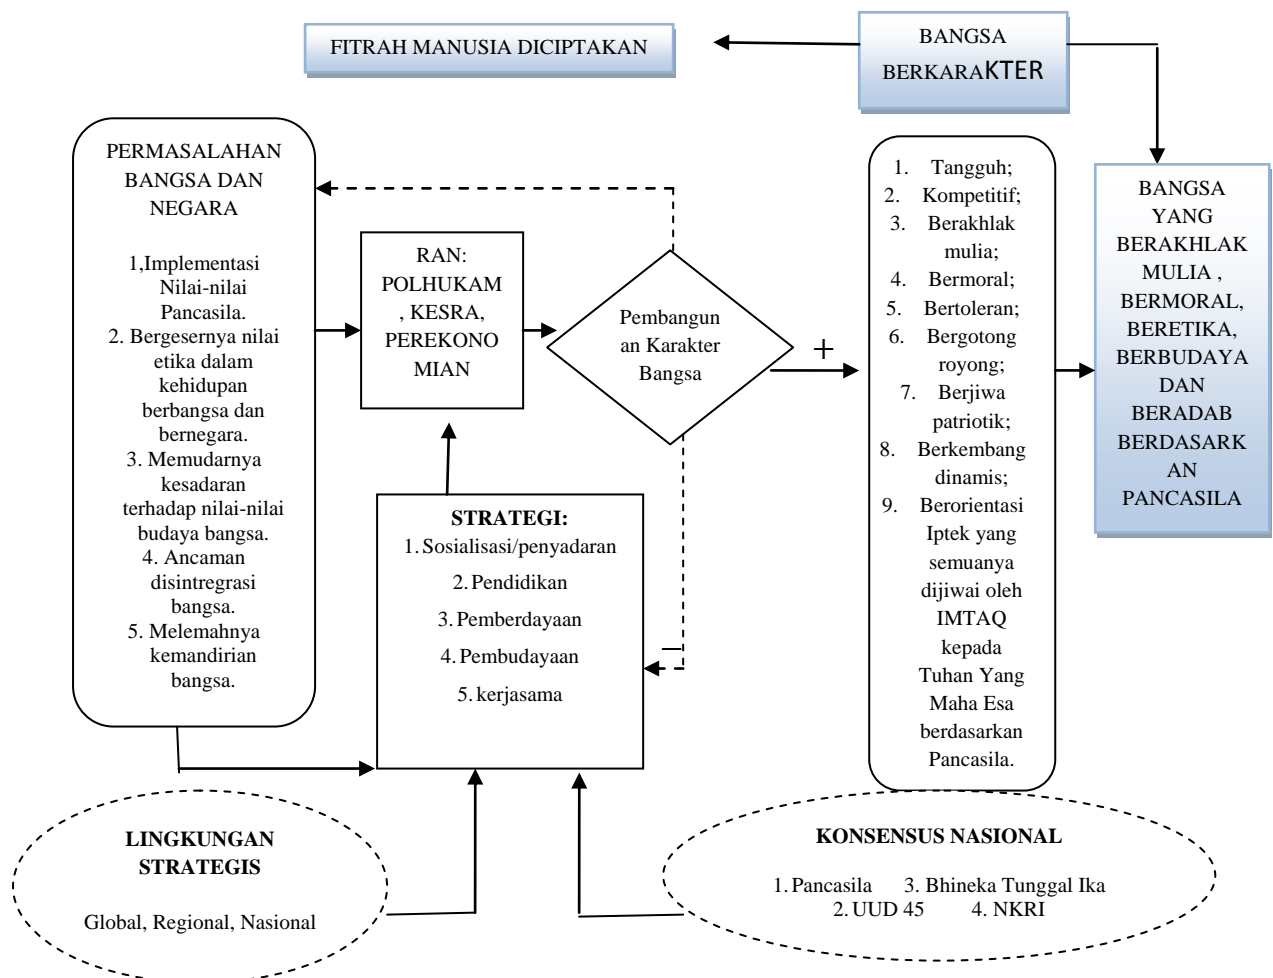 FITRAH MANUSIA DICIPTAKAN
BANGSA
BERKARAKTER
PERMASALAHAN
BANGSA DAN
NEGARA
1,Implementasi
Nilai-nilai
Pancasila.
2. Bergesernya nilai
etika dalam
kehidupan
berbangsa dan
bernegara.
3. Memudarnya
kesadaran
terhadap nilai-nilai
budaya bangsa.
4. Ancaman
disintregrasi
bangsa.
5. Melemahnya
kemandirian
bangsa.
RAN:
POLHUKAM
, KESRA,
PEREKONO
MIAN
Pembangun
an Karakter
Bangsa
+
–
STRATEGI:
1. Sosialisasi/penyadaran
2. Pendidikan
3. Pemberdayaan
4. Pembudayaan
5. kerjasama
1. Tangguh;
2. Kompetitif;
3. Berakhlak
mulia;
4. Bermoral;
5. Bertoleran;
6. Bergotong
royong;
7. Berjiwa
patriotik;
8. Berkembang
dinamis;
9. Berorientasi
Iptek yang
semuanya
dijiwai oleh
IMTAQ
kepada
Tuhan Yang
Maha Esa
berdasarkan
Pancasila.
BANGSA
YANG
BERAKHLAK
MULIA ,
BERMORAL,
BERETIKA,
BERBUDAYA
DAN
BERADAB
BERDASARK
AN
PANCASILA
LINGKUNGAN
STRATEGIS
Global, Regional, Nasional
KONSENSUS NASIONAL
1. Pancasila 3. Bhineka Tunggal Ika
2. UUD 45 4. NKRI